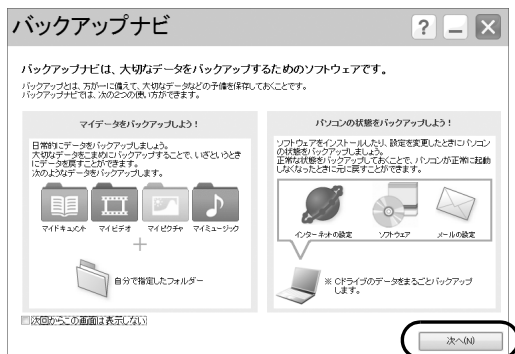 バックアップナビ
?
バックアップナビは、大切なデータをバックアップするためのソフトウェアです。
バックアップとは、万が一に備えて、大切なデータなどの予備を保存しておくことです。
バックアップナビでは、次の2つの使い方ができます。
マイデータをバックアップしよう!
日常的にデータをバックアップしましょう。
大切なデータをこまめにバックアップすることで、いざというとき
にデータを戻すことができます。
次のようなデータをバックアップします。
マイドキュメント
マイビデオ
マイピクチャ
マイミュージック
自分で指定したフォルダー
パソコンの状態をバックアップしよう!
ソフトウェアをインストールしたり、設定を変更したときにパソコン
の状態をバックアップしましょう。
正常な状態をバックアップしておくことで、パソコンが正常に起動
しなくなったときに元に戻すことができます。
インターネットの設定
ソフトウェア
メールの設定
※ Cドライブのデータをまるごとバックアップ
します。
次回からこの画面は表示しない
次へ(N)